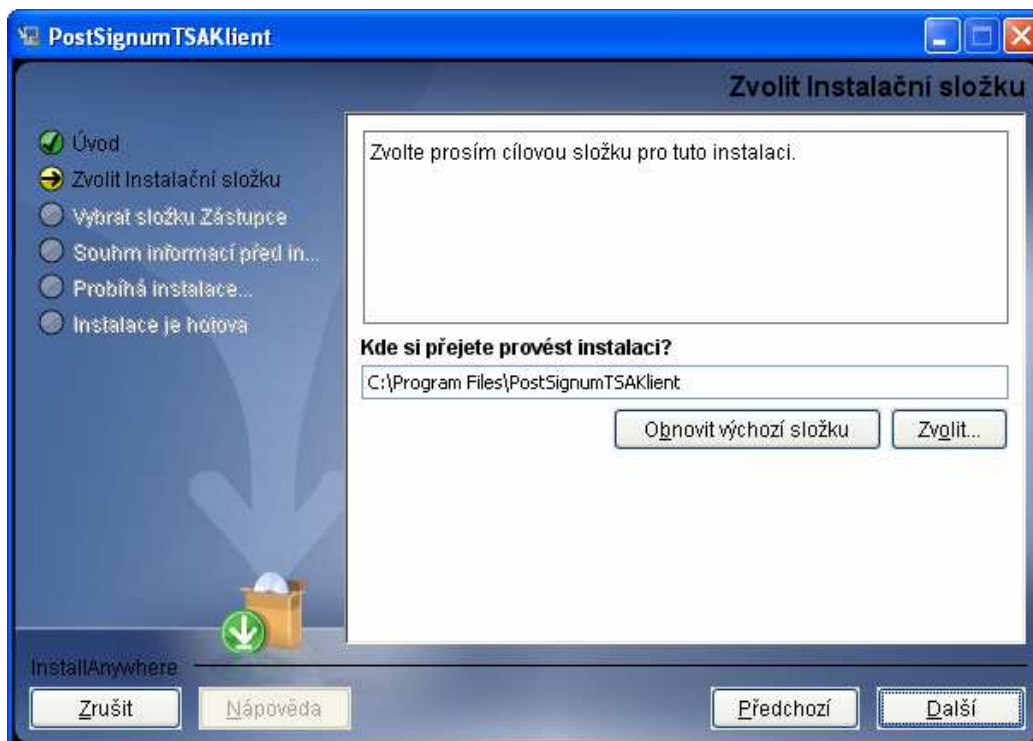 PostSignumTSAKlient
Zvolit Instalační složku
Úvod
Zvolit Instalační složku
Vybrat složku Zástupce
Souhrn informací před in...
Probíhá instalace...
Instalace je hotova
Zvolte prosím cílovou složku pro tuto instalaci.
Kde si přejete provést instalaci?
C:\Program Files\PostSignumTSAKlient
Obnovit výchozí složku
Zvolit...
InstallAnywhere
Zrušit
Nápověda
Předchozí
Další